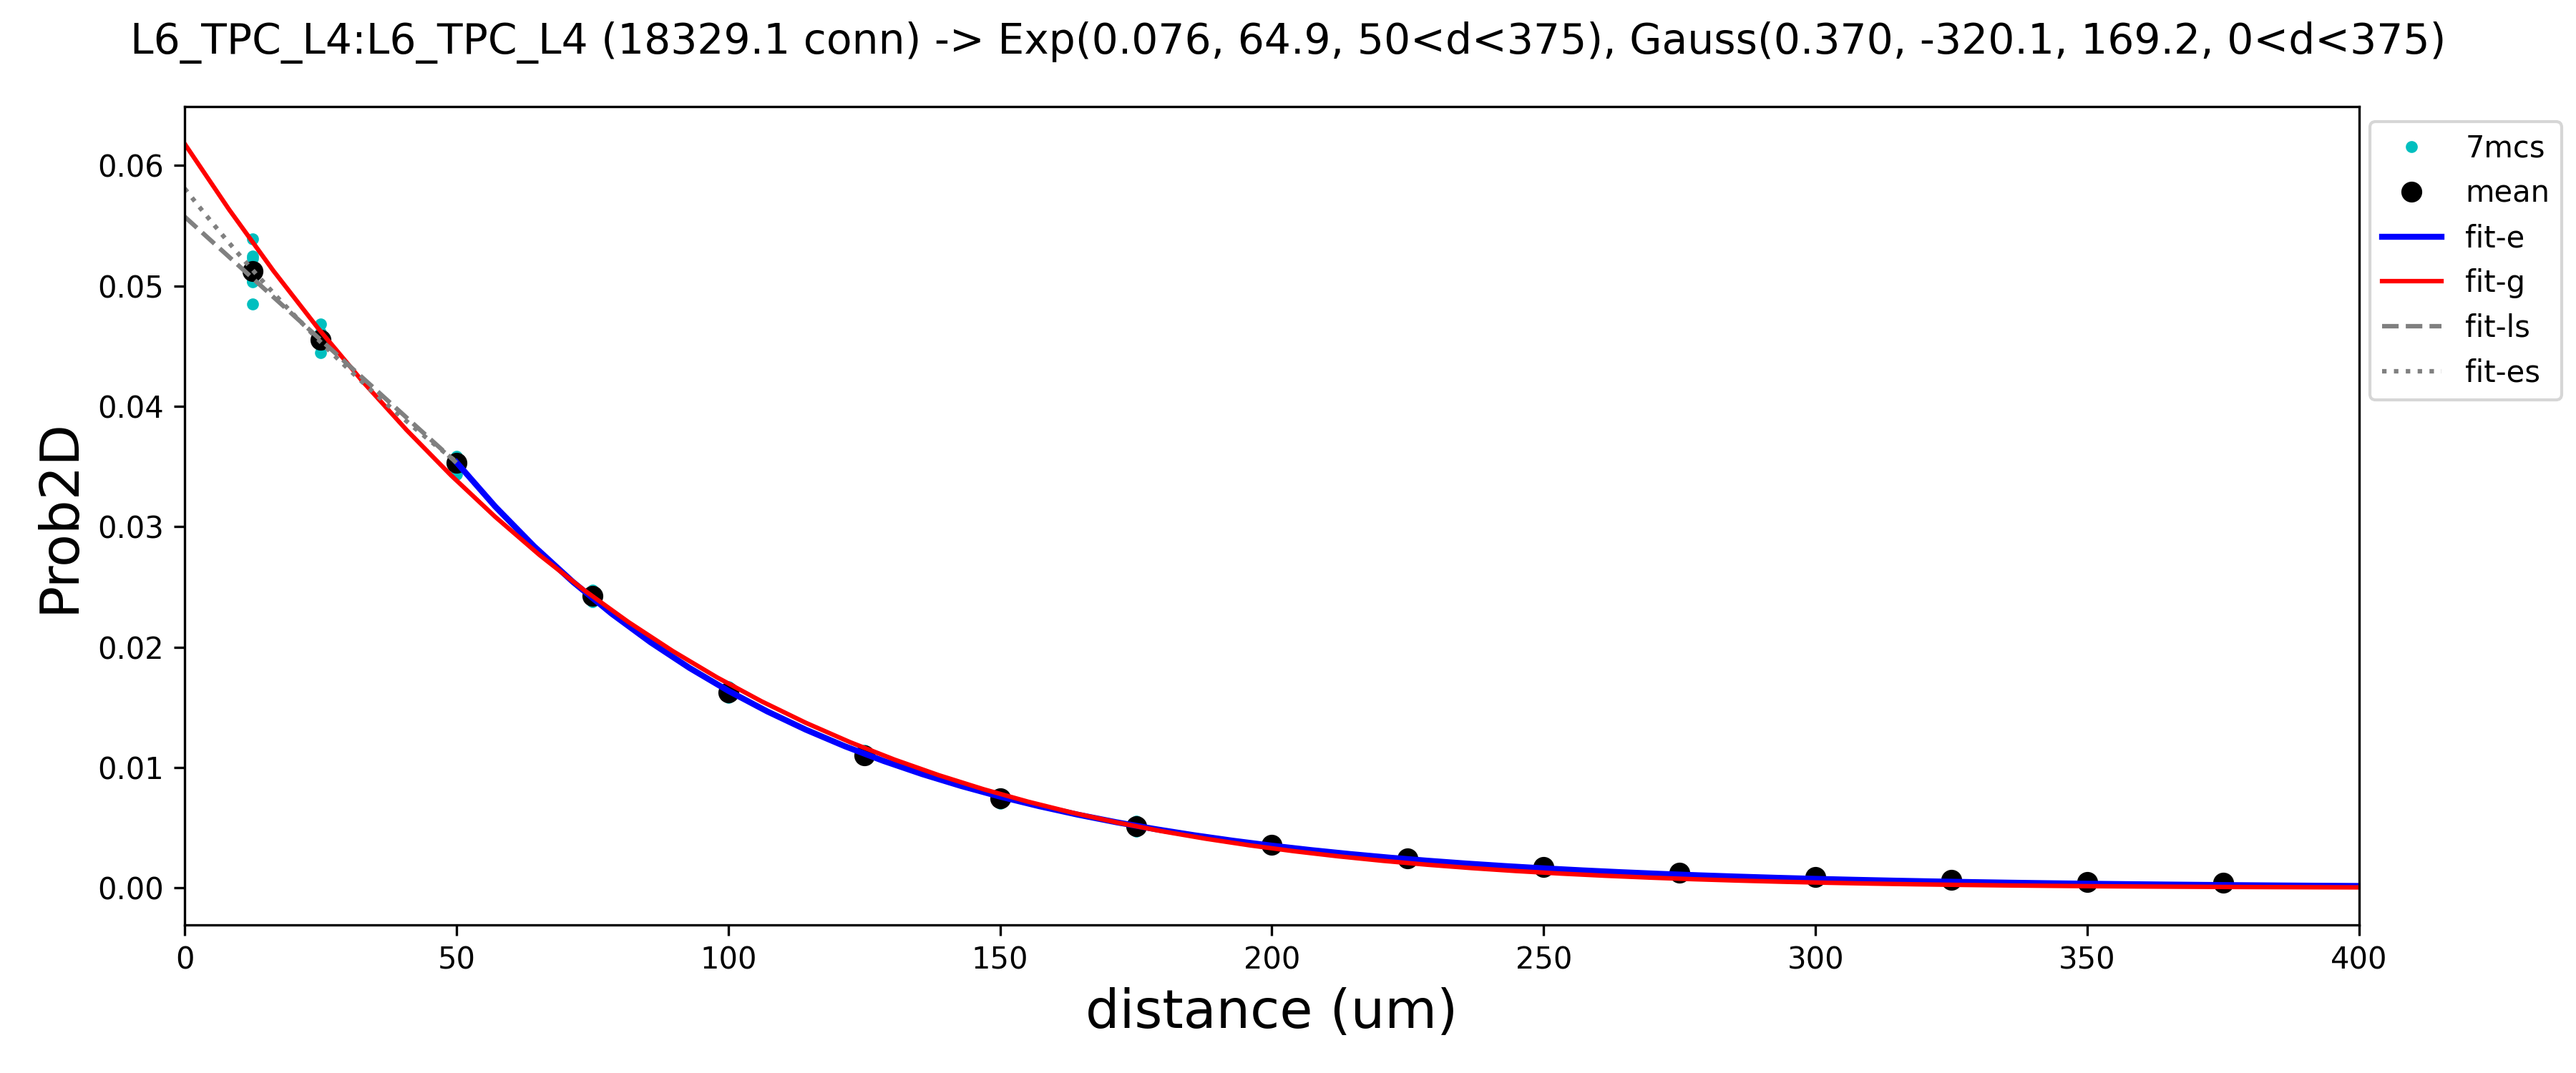 L6_TPC_L4:L6_TPC_L4 (18329.1 conn) -> Exp(0.076, 64.9, 50<d<375), Gauss(0.370, -320.1, 169.2, 0<d<375)
7mcs
mean
fit-e
fit-g
fit-ls
fit-es
Prob2D
0.06
0.05
0.04
0.03
0.02
0.01
0.00
0 50 100 150 200 250 300 350 400
distance (um)